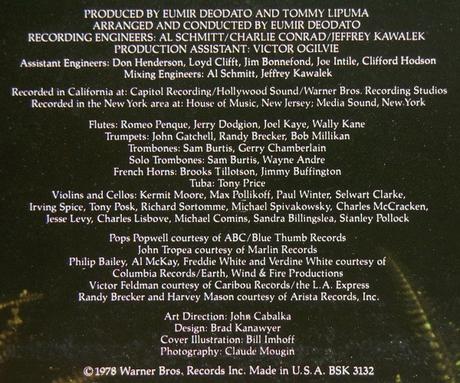 PRODUCED BY EUMIR DEODATO AND TOMMY LIPUMA
ARRANGED AND CONDUCTED BY EUMIR DEODATO
RECORDING ENGINEERS: AL SCHMITT/CHARLIE CONRAD/JEFFREY KAWALEK
PRODUCTION ASSISTANT: VICTOR OGILVIE
Assistant Engineers: Don Henderson, Loyd Clifft, Jim Bonnefond, Joe Intile, Clifford Hodson
Mixing Engineers: Al Schmitt, Jeffrey Kawalek
Recorded in California at: Capitol Recording/Hollywood Sound/Warner Bros. Recording Studios
Recorded in the New York area at: House of Music, New Jersey; Media Sound, New York
Flutes: Romeo Penque, Jerry Dodgion, Joel Kaye, Wally Kane
Trumpets: John Gatchell, Randy Brecker, Bob Millikan
Trombones: Sam Burtis, Gerry Chamberlain
Solo Trombones: Sam Burtis, Wayne Andre
French Horns: Brooks Tillotson, Jimmy Buffington
Tuba: Tony Price
Violins and Cellos: Kermit Moore, Max Pollikoff, Paul Winter, Selwart Clarke,
Irving Spice, Tony Posk, Richard Sortomme, Michael Spivakowsky, Charles McCracken,
Jesse Levy, Charles Lisbove, Michael Comins, Sandra Billingslea, Stanley Pollock
Pops Popwell courtesy of ABC/Blue Thumb Records
John Tropea courtesy of Marlin Records
Philip Bailey, Al McKay, Freddie White and Verdine White courtesy of
Columbia Records/Earth, Wind & Fire Productions
Victor Feldman courtesy of Caribou Records/the L.A. Express
Randy Brecker and Harvey Mason courtesy of Arista Records, Inc.
Art Direction: John Cabalka
Design: Brad Kanawyer
Cover Illustration: Bill Imhoff
Photography: Claude Mougin
©1978 Warner Bros. Records Inc. Made in U.S.A. BSK 3132